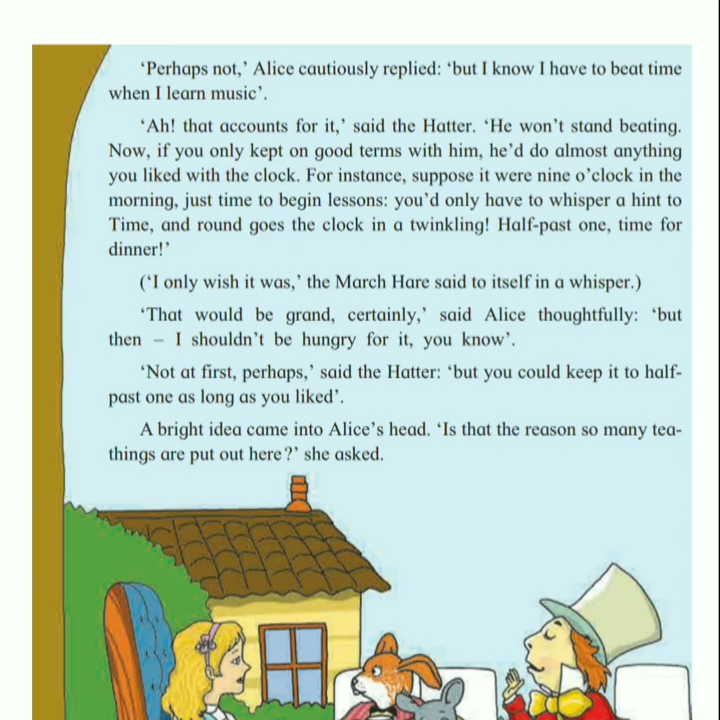 ‘Perhaps not,’ Alice cautiously replied: ‘but I know I have to beat time
when I learn music’.
‘Ah! that accounts for it,’ said the Hatter. ‘He won’t stand beating.
Now, if you only kept on good terms with him, he’d do almost anything
you liked with the clock. For instance, suppose it were nine o’clock in the
morning, just time to begin lessons: you’d only have to whisper a hint to
Time, and round goes the clock in a twinkling! Half-past one, time for
dinner!’
(‘I only wish it was,’ the March Hare said to itself in a whisper.)
‘That would be grand, certainly,’ said Alice thoughtfully: ‘but
then – I shouldn’t be hungry for it, you know’.
‘Not at first, perhaps,’ said the Hatter: ‘but you could keep it to half-
past one as long as you liked’.
A bright idea came into Alice’s head. ‘Is that the reason so many tea-
things are put out here?’ she asked.